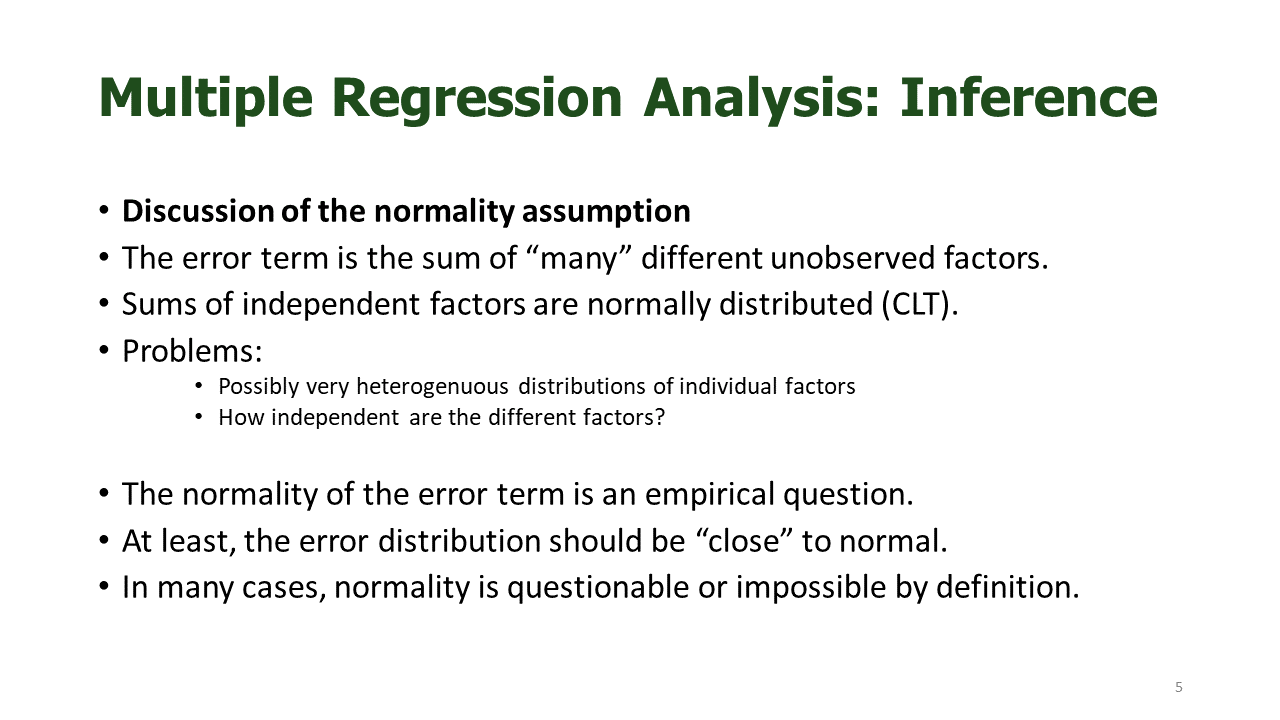 Multiple Regression Analysis: Inference
• Discussion of the normality assumption
• The error term is the sum of “many” different unobserved factors.
• Sums of independent factors are normally distributed (CLT).
• Problems:
• Possibly very heterogenuous distributions of individual factors
• How independent are the different factors?
• The normality of the error term is an empirical question.
• At least, the error distribution should be “close” to normal.
• In many cases, normality is questionable or impossible by definition.
5